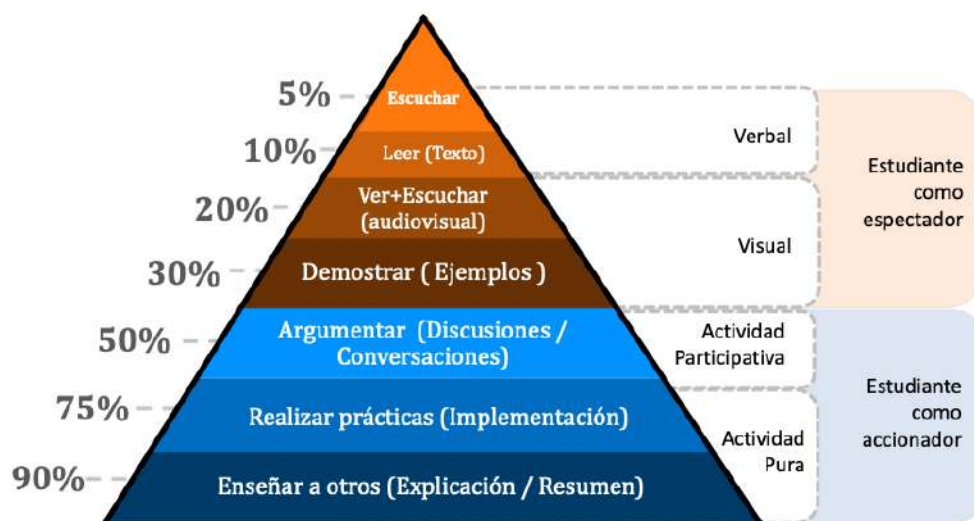 5%
Escuchar
10%
Leer (Texto)
20%
Ver+Escuchar
(audiovisual)
30%
Demostrar ( Ejemplos )
50%
Argumentar (Discusiones /
Conversaciones)
75%
Realizar prácticas (Implementación)
90%
Enseñar a otros (Explicación / Resumen)
Verbal
Visual
Actividad
Participativa
Actividad
Pura
Estudiante
como
espectador
Estudiante
como
accionador